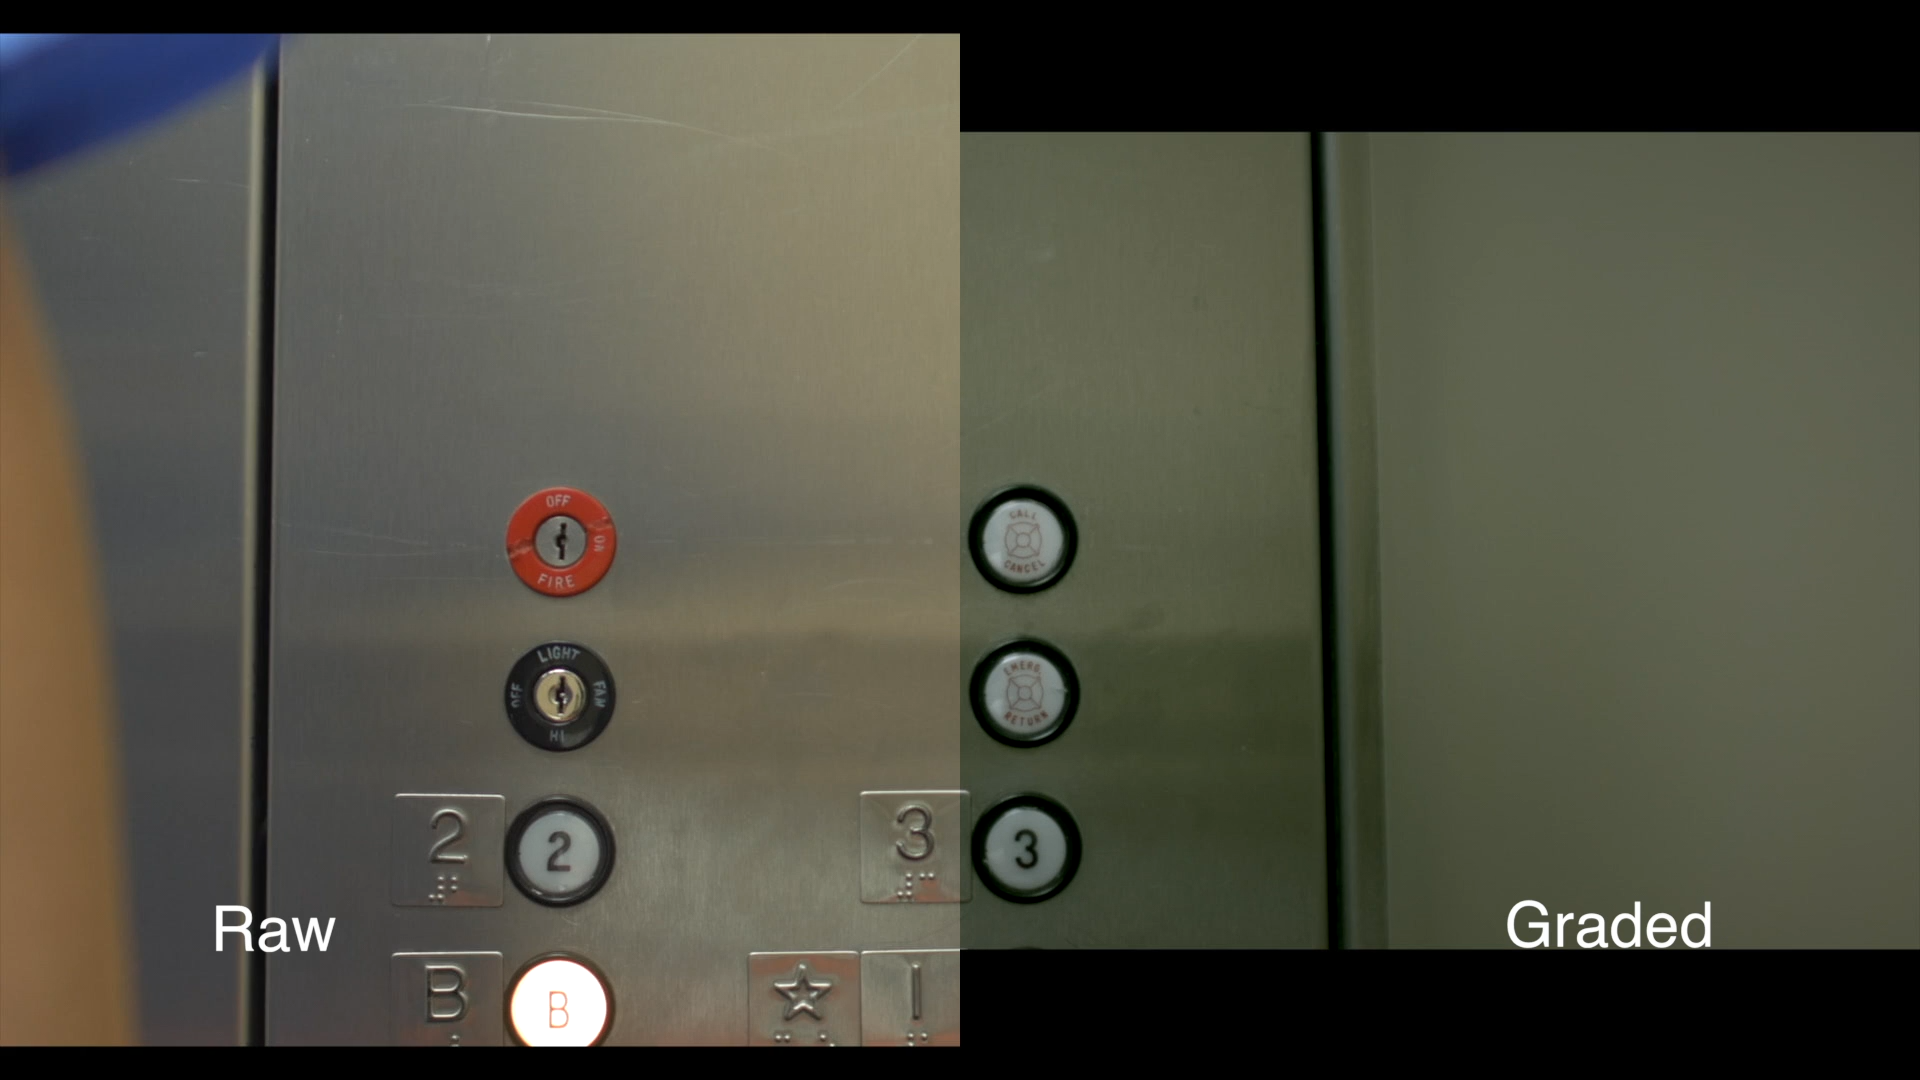 OFF
ON
FIRE
CALL
CANCEL
LIGHT
OFF
FAN
HI
EMERG.
RETURN
2
2
3
3
Raw
Graded
B
B
☆
1